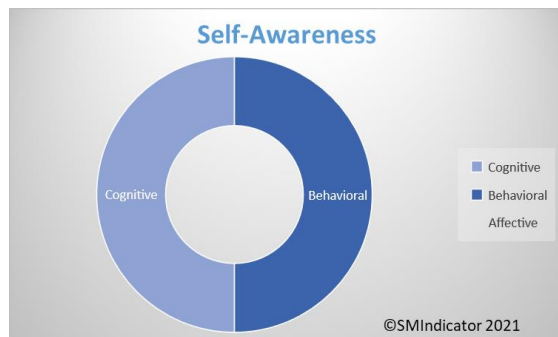 Self-Awareness
Cognitive
Behavioral
Cognitive
Behavioral
Affective
©SMIndicator 2021